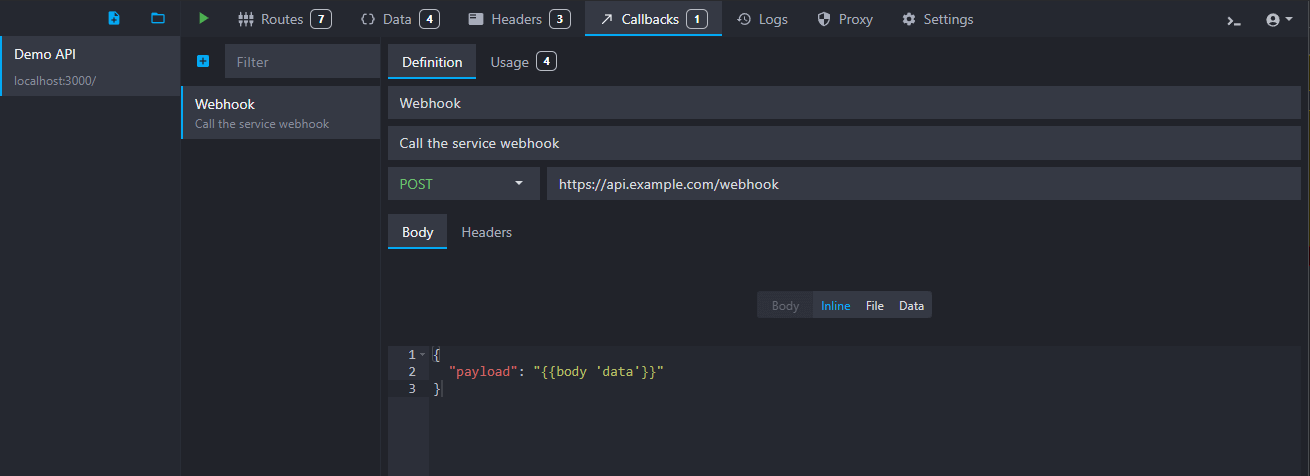 Routes 7 Data 4 Headers 3 Callbacks 1 Logs Proxy Settings
Demo API
localhost:3000/
Filter
Webhook
Call the service webhook
Definition Usage 4
Webhook
Call the service webhook
POST https://api.example.com/webhook
Body Headers
Body Inline File Data
1 {
2 "payload": "{{body 'data'}}"
3 }